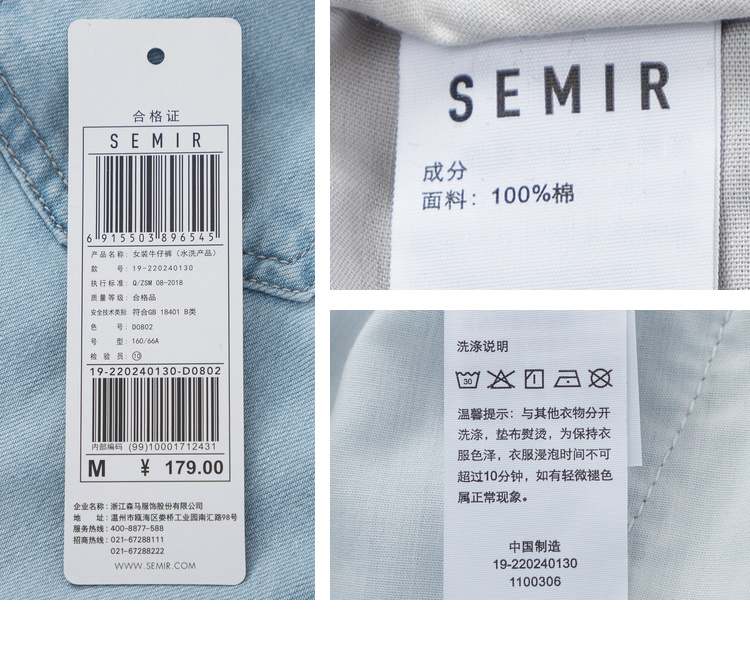 合格证
SEMIR
6 915503 896545
产品名称: 女装牛仔裤（水洗产品）
款 号: 19-220240130
执行标准: Q/ZSM 08-2018
质量等级: 合格品
安全技术类别: 符合GB 18401 B类
色 号: D0802
号 型: 160/66A
检 验 员: ⑩
19-220240130-D0802
内部编码 (99)10001712431
M ¥ 179.00
企业名称: 浙江森马服饰股份有限公司
地 址: 温州市瓯海区娄桥工业园南汇路98号
服务热线: 400-8877-588
招商热线: 021-67288111
021-67288222
WWW.SEMIR.COM
SEMIR
成分
面料: 100%棉
洗涤说明
30
温馨提示: 与其他衣物分开
洗涤，垫布熨烫，为保持衣
服色泽，衣服浸泡时间不可
超过10分钟，如有轻微褪色
属正常现象。
中国制造
19-220240130
1100306